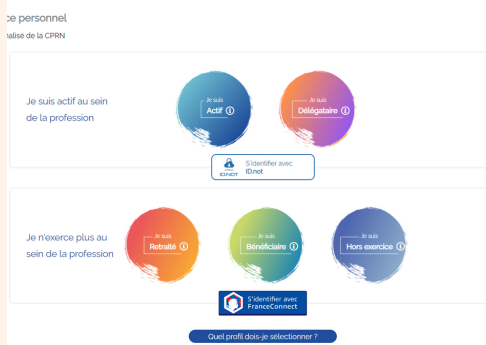 ce personnel
nalisé de la CPRN
Je suis actif au sein
de la profession
Je suis
Actif
Je suis
Délégataire
ID.NOT
S'identifier avec
ID.not
Je n'exerce plus au
sein de la profession
Je suis
Retraité
Je suis
Bénéficiaire
Je suis
Hors exercice
S'identifier avec
FranceConnect
Quel profil dois-je sélectionner ?